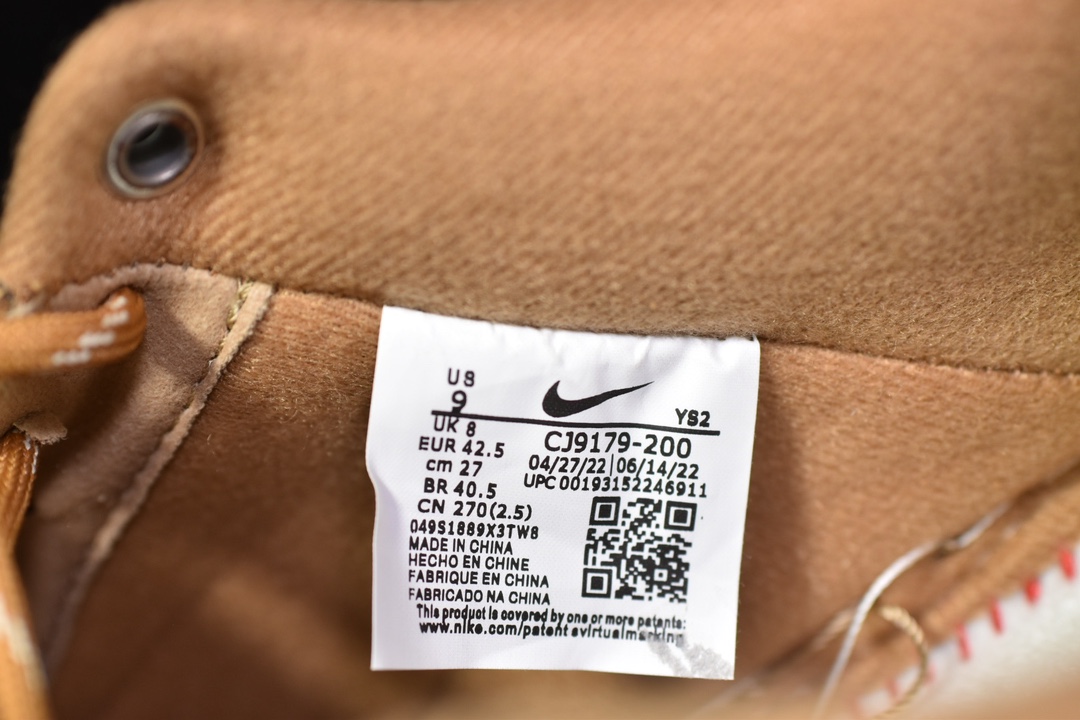 US
9
UK 8
EUR 42.5
cm 27
BR 40.5
CN 270(2.5)
YS2
CJ9179-200
04/27/22|06/14/22
UPC 00193152246911
049S1889X3TW8
MADE IN CHINA
HECHO EN CHINE
FABRIQUE EN CHINA
FABRICADO NA CHINA
This product is covered by one or more patents:
www.nike.com/patent svirtualmarking